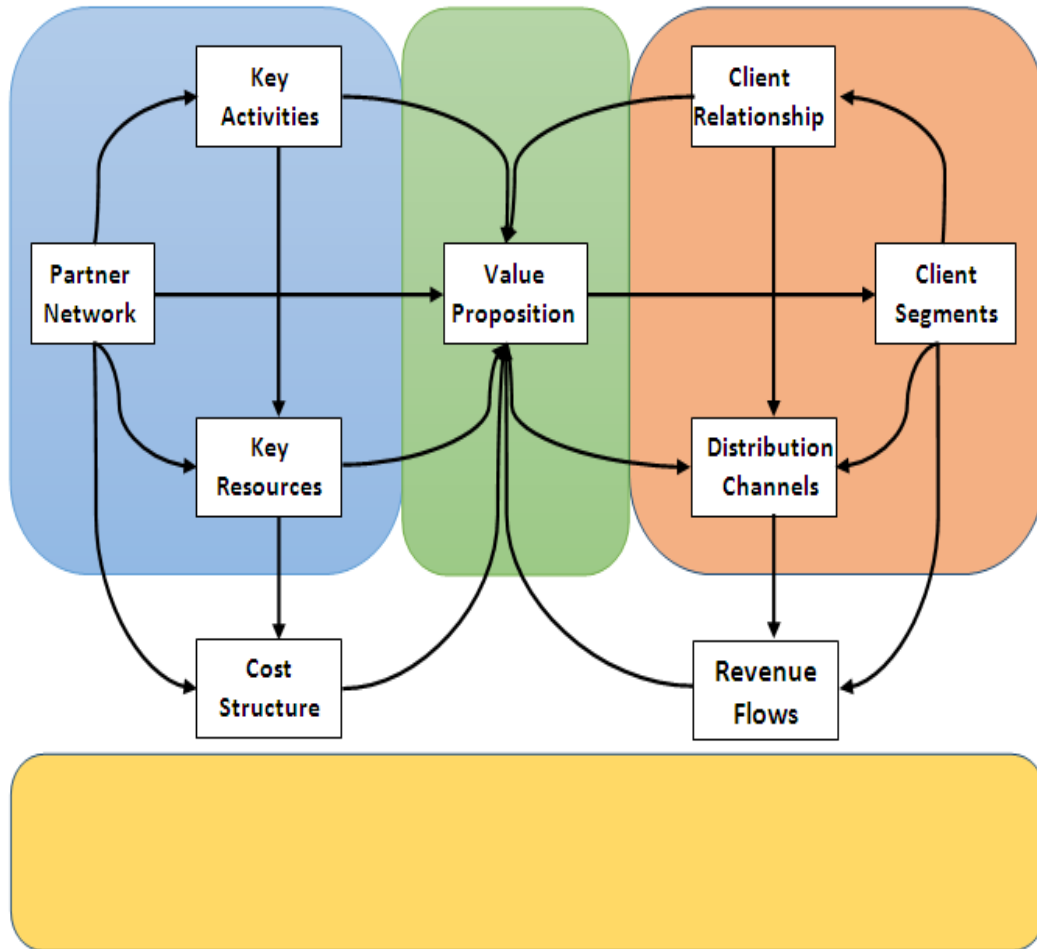 Key
Activities
Client
Relationship
Partner
Network
Value
Proposition
Client
Segments
Key
Resources
Distribution
Channels
Cost
Structure
Revenue
Flows